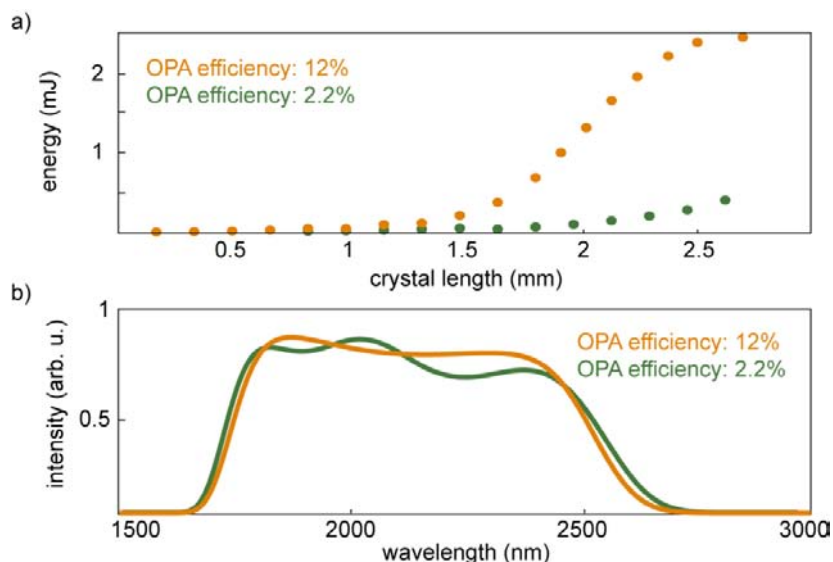 a)
OPA efficiency: 12%
OPA efficiency: 2.2%
2
1
energy (mJ)
0.5 1 1.5 2 2.5
crystal length (mm)
b)
1
OPA efficiency: 12%
OPA efficiency: 2.2%
0.5
intensity (arb. u.)
1500 2000 2500 3000
wavelength (nm)